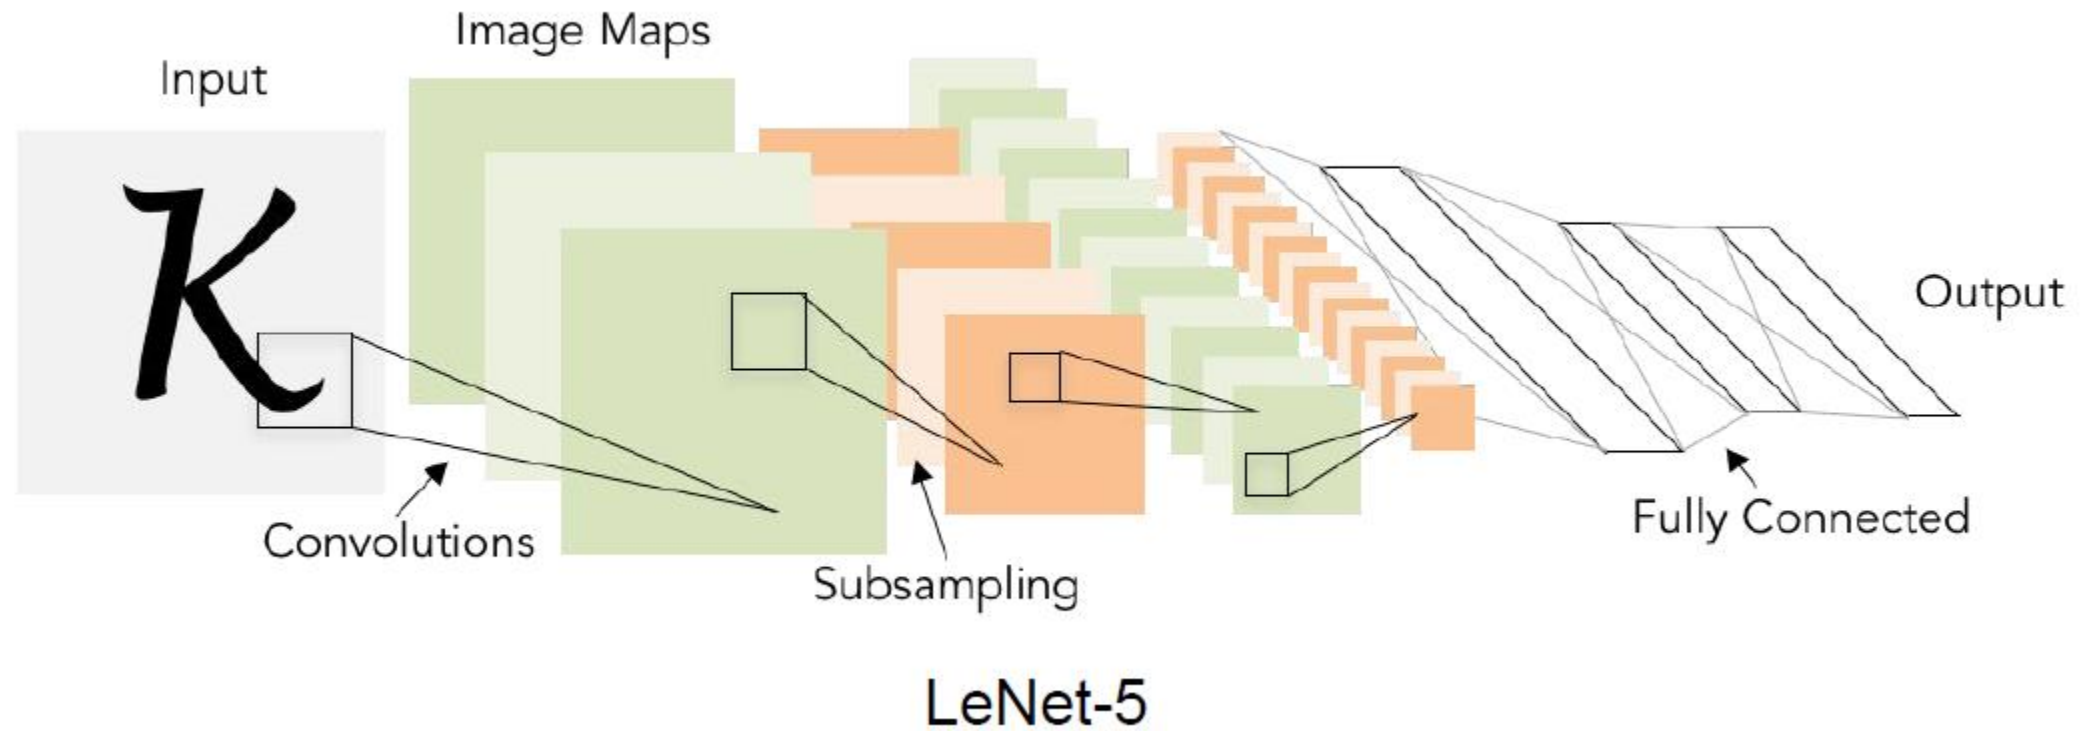 Image Maps
Input
K
Output
Convolutions
Subsampling
Fully Connected
LeNet-5